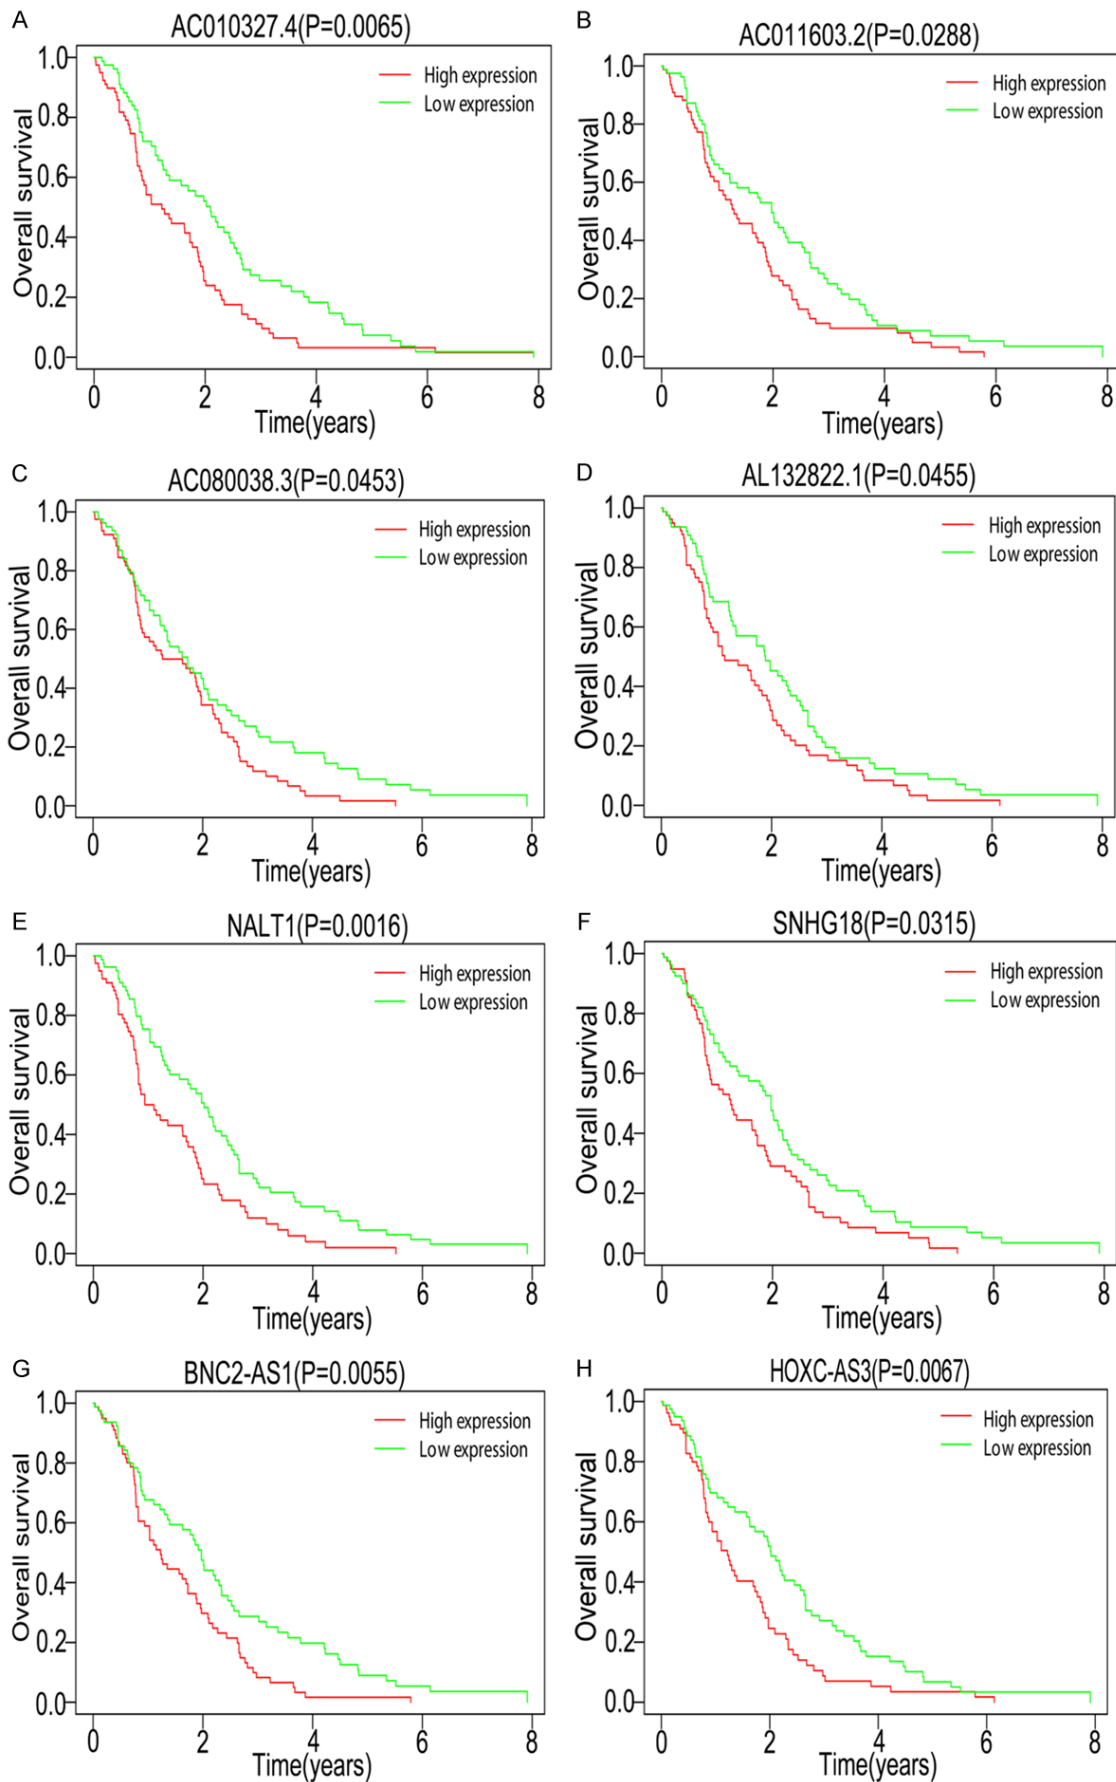 A
AC010327.4(P=0.0065)
High expression
Low expression
Overall survival
1.0
0.8
0.6
0.4
0.2
0.0
0 2 4 6 8
Time(years)
B
AC011603.2(P=0.0288)
High expression
Low expression
Overall survival
1.0
0.8
0.6
0.4
0.2
0.0
0 2 4 6 8
Time(years)
C
AC080038.3(P=0.0453)
High expression
Low expression
Overall survival
1.0
0.8
0.6
0.4
0.2
0.0
0 2 4 6 8
Time(years)
D
AL132822.1(P=0.0455)
High expression
Low expression
Overall survival
1.0
0.8
0.6
0.4
0.2
0.0
0 2 4 6 8
Time(years)
E
NALT1(P=0.0016)
High expression
Low expression
Overall survival
1.0
0.8
0.6
0.4
0.2
0.0
0 2 4 6 8
Time(years)
F
SNHG18(P=0.0315)
High expression
Low expression
Overall survival
1.0
0.8
0.6
0.4
0.2
0.0
0 2 4 6 8
Time(years)
G
BNC2-AS1(P=0.0055)
High expression
Low expression
Overall survival
1.0
0.8
0.6
0.4
0.2
0.0
0 2 4 6 8
Time(years)
H
HOXC-AS3(P=0.0067)
High expression
Low expression
Overall survival
1.0
0.8
0.6
0.4
0.2
0.0
0 2 4 6 8
Time(years)